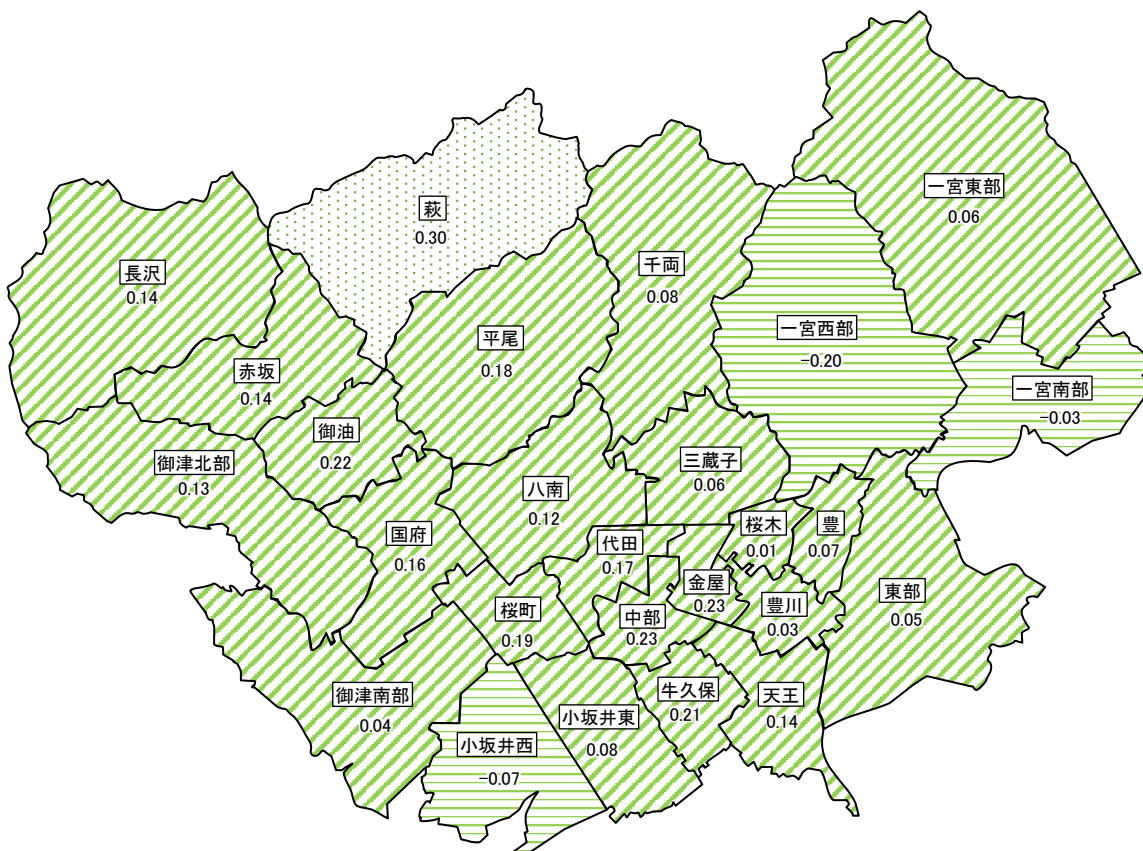 一宮東部
0.06
萩
0.30
長沢
0.14
千両
0.08
一宮西部
−0.20
平尾
0.18
赤坂
0.14
一宮南部
−0.03
御油
0.22
御津北部
0.13
三蔵子
0.06
八南
0.12
国府
0.16
代田
0.17
桜木
0.01
豊
0.07
金屋
0.23
東部
0.05
桜町
0.19
中部
0.23
豊川
0.03
御津南部
0.04
牛久保
0.21
天王
0.14
小坂井東
0.08
小坂井西
−0.07